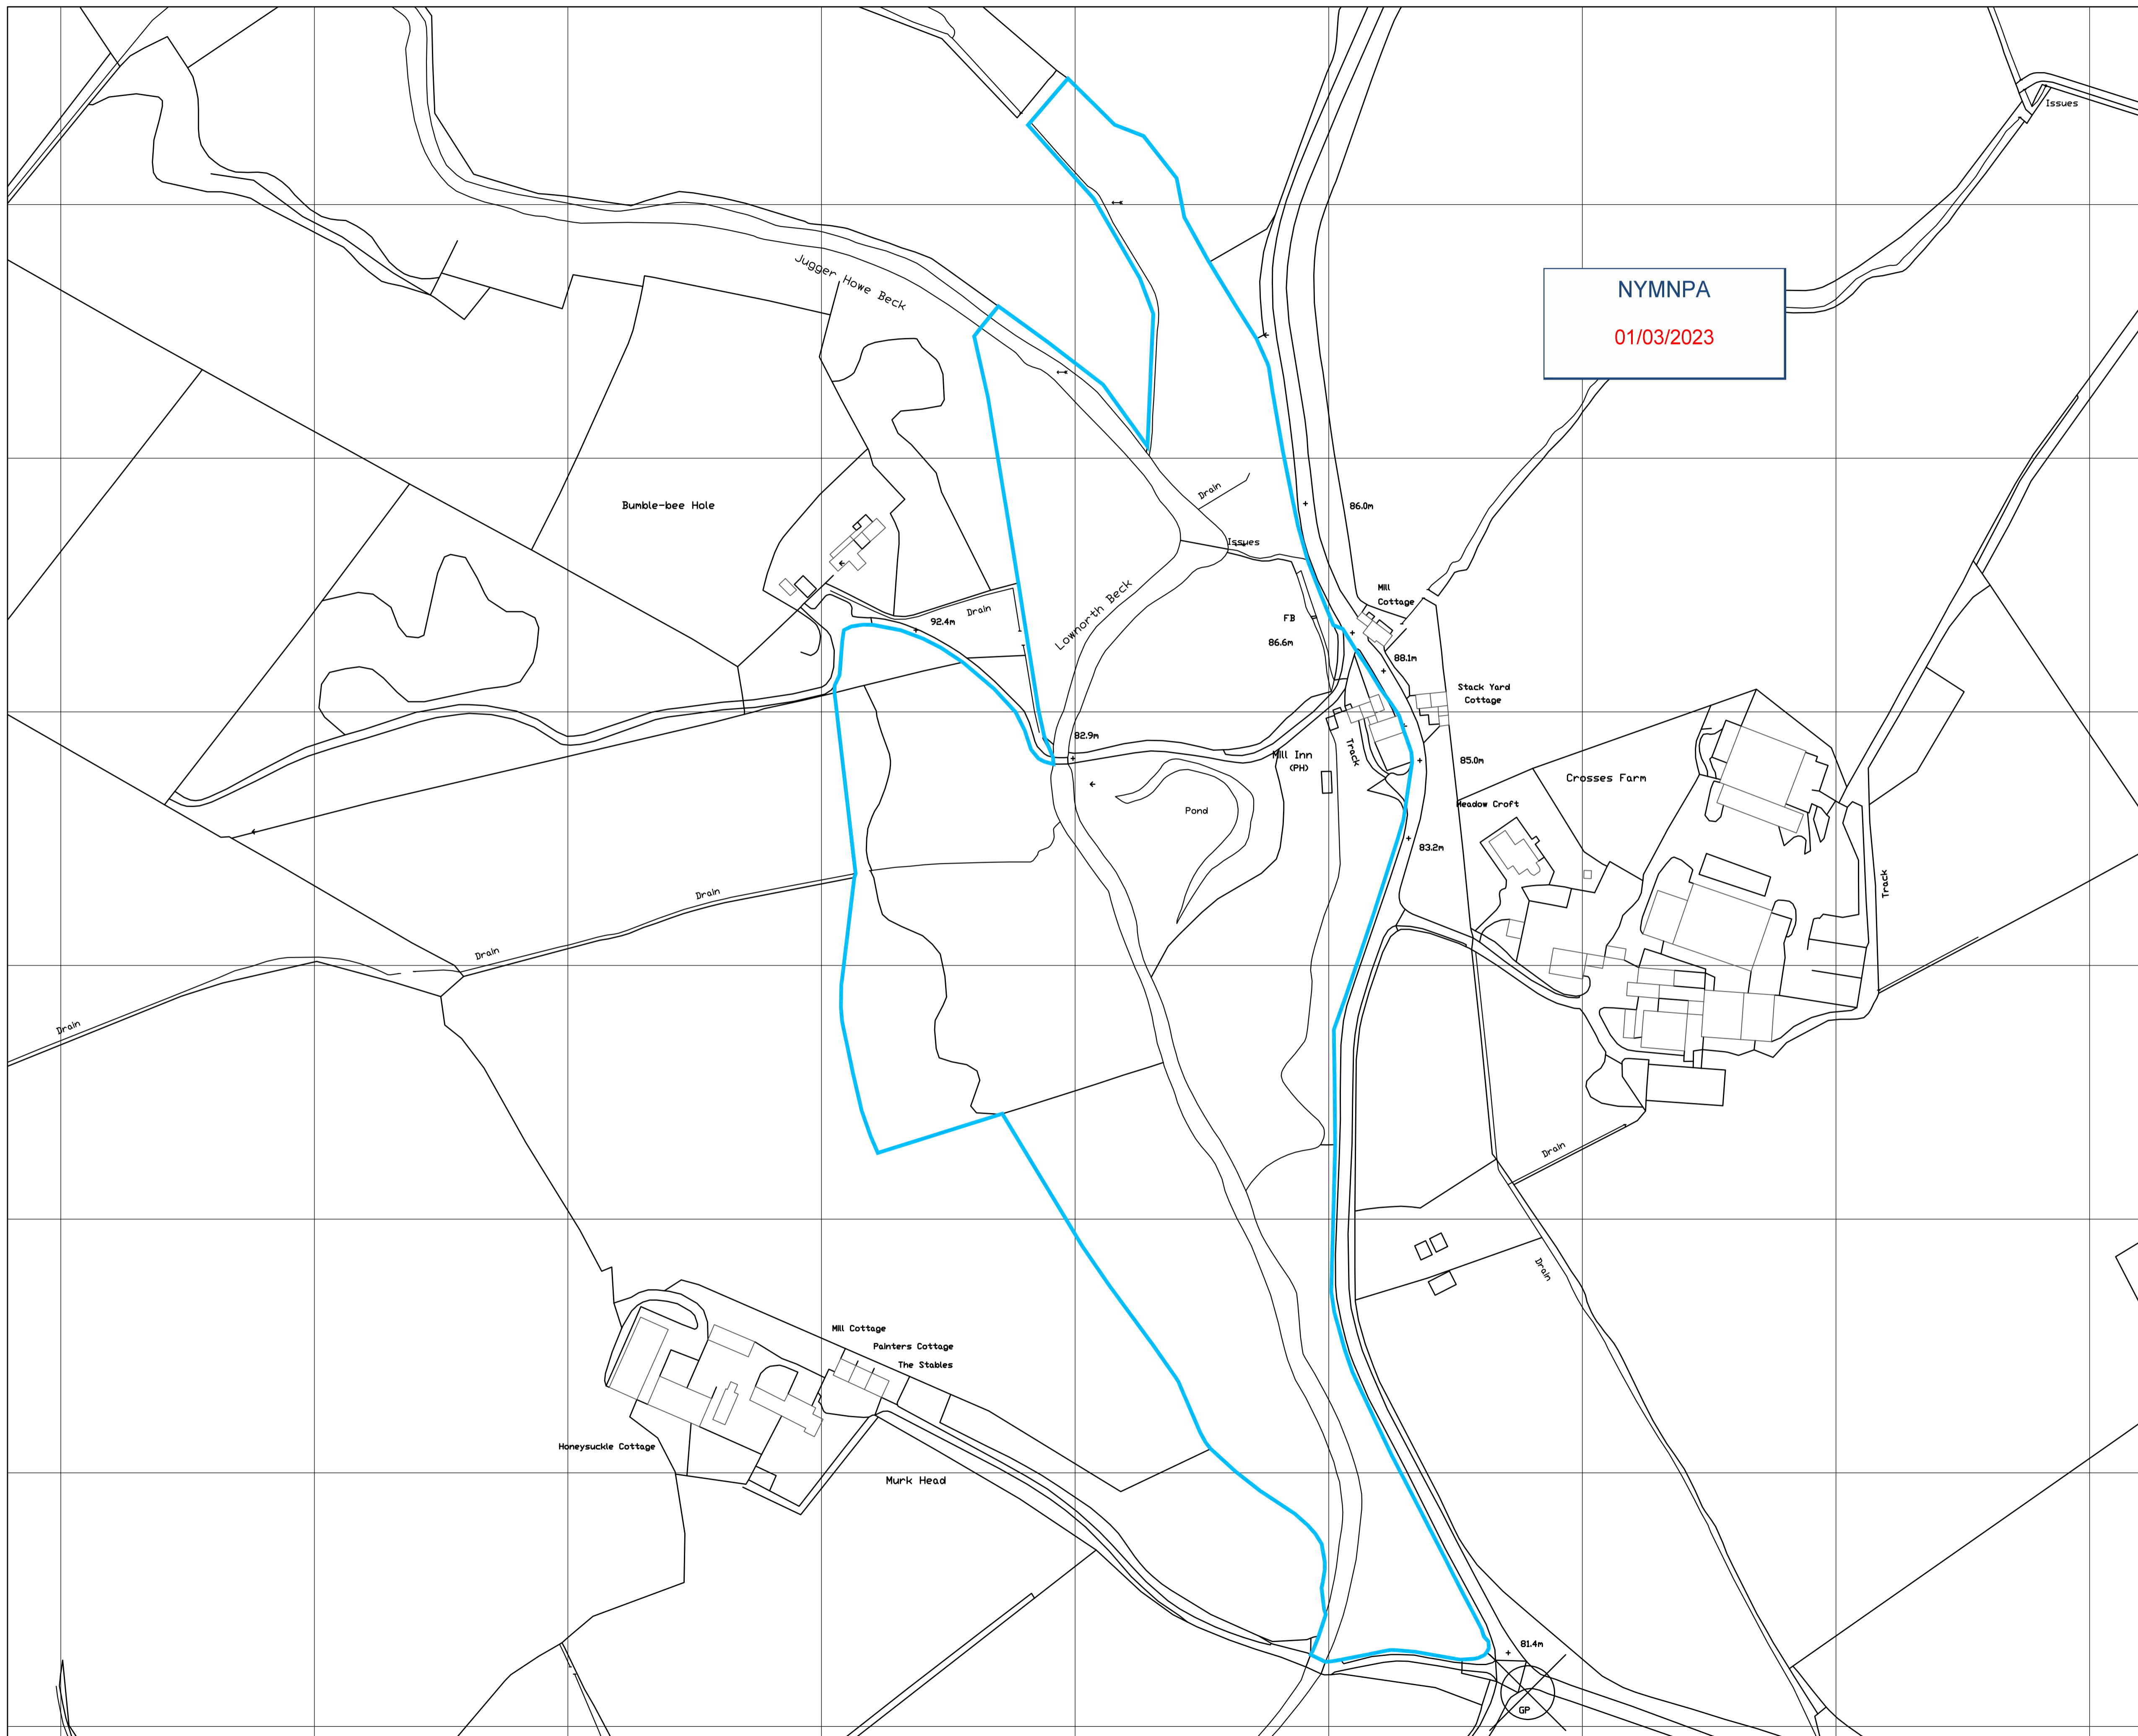 Issues
NYMNPA
01/03/2023
Jugger Howe Beck
Bumble-bee Hole
Drain
86.0m
Issues
Mill
Cottage
Lownorth Beck
Drain
92.4m
FB
86.6m
88.1m
Stack Yard
Cottage
82.9m
Mill Inn
(PH)
Track
85.0m
Crosses Farm
Meadow Croft
Pond
83.2m
Track
Drain
Drain
Drain
Drain
Drain
Mill Cottage
Painters Cottage
The Stables
Honeysuckle Cottage
Murk Head
81.4m
GP